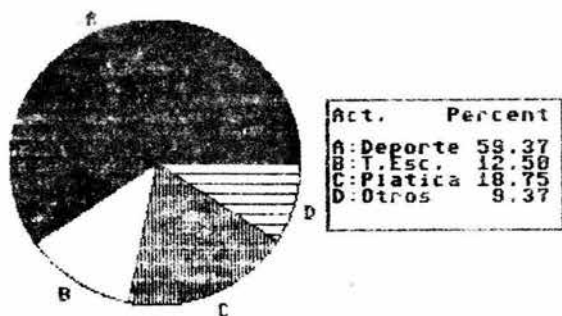 A
B
C
D
Act. Percent
A:Deporte 59.37
B:T.Esc. 12.50
C:Platica 18.75
D:Otros 9.37